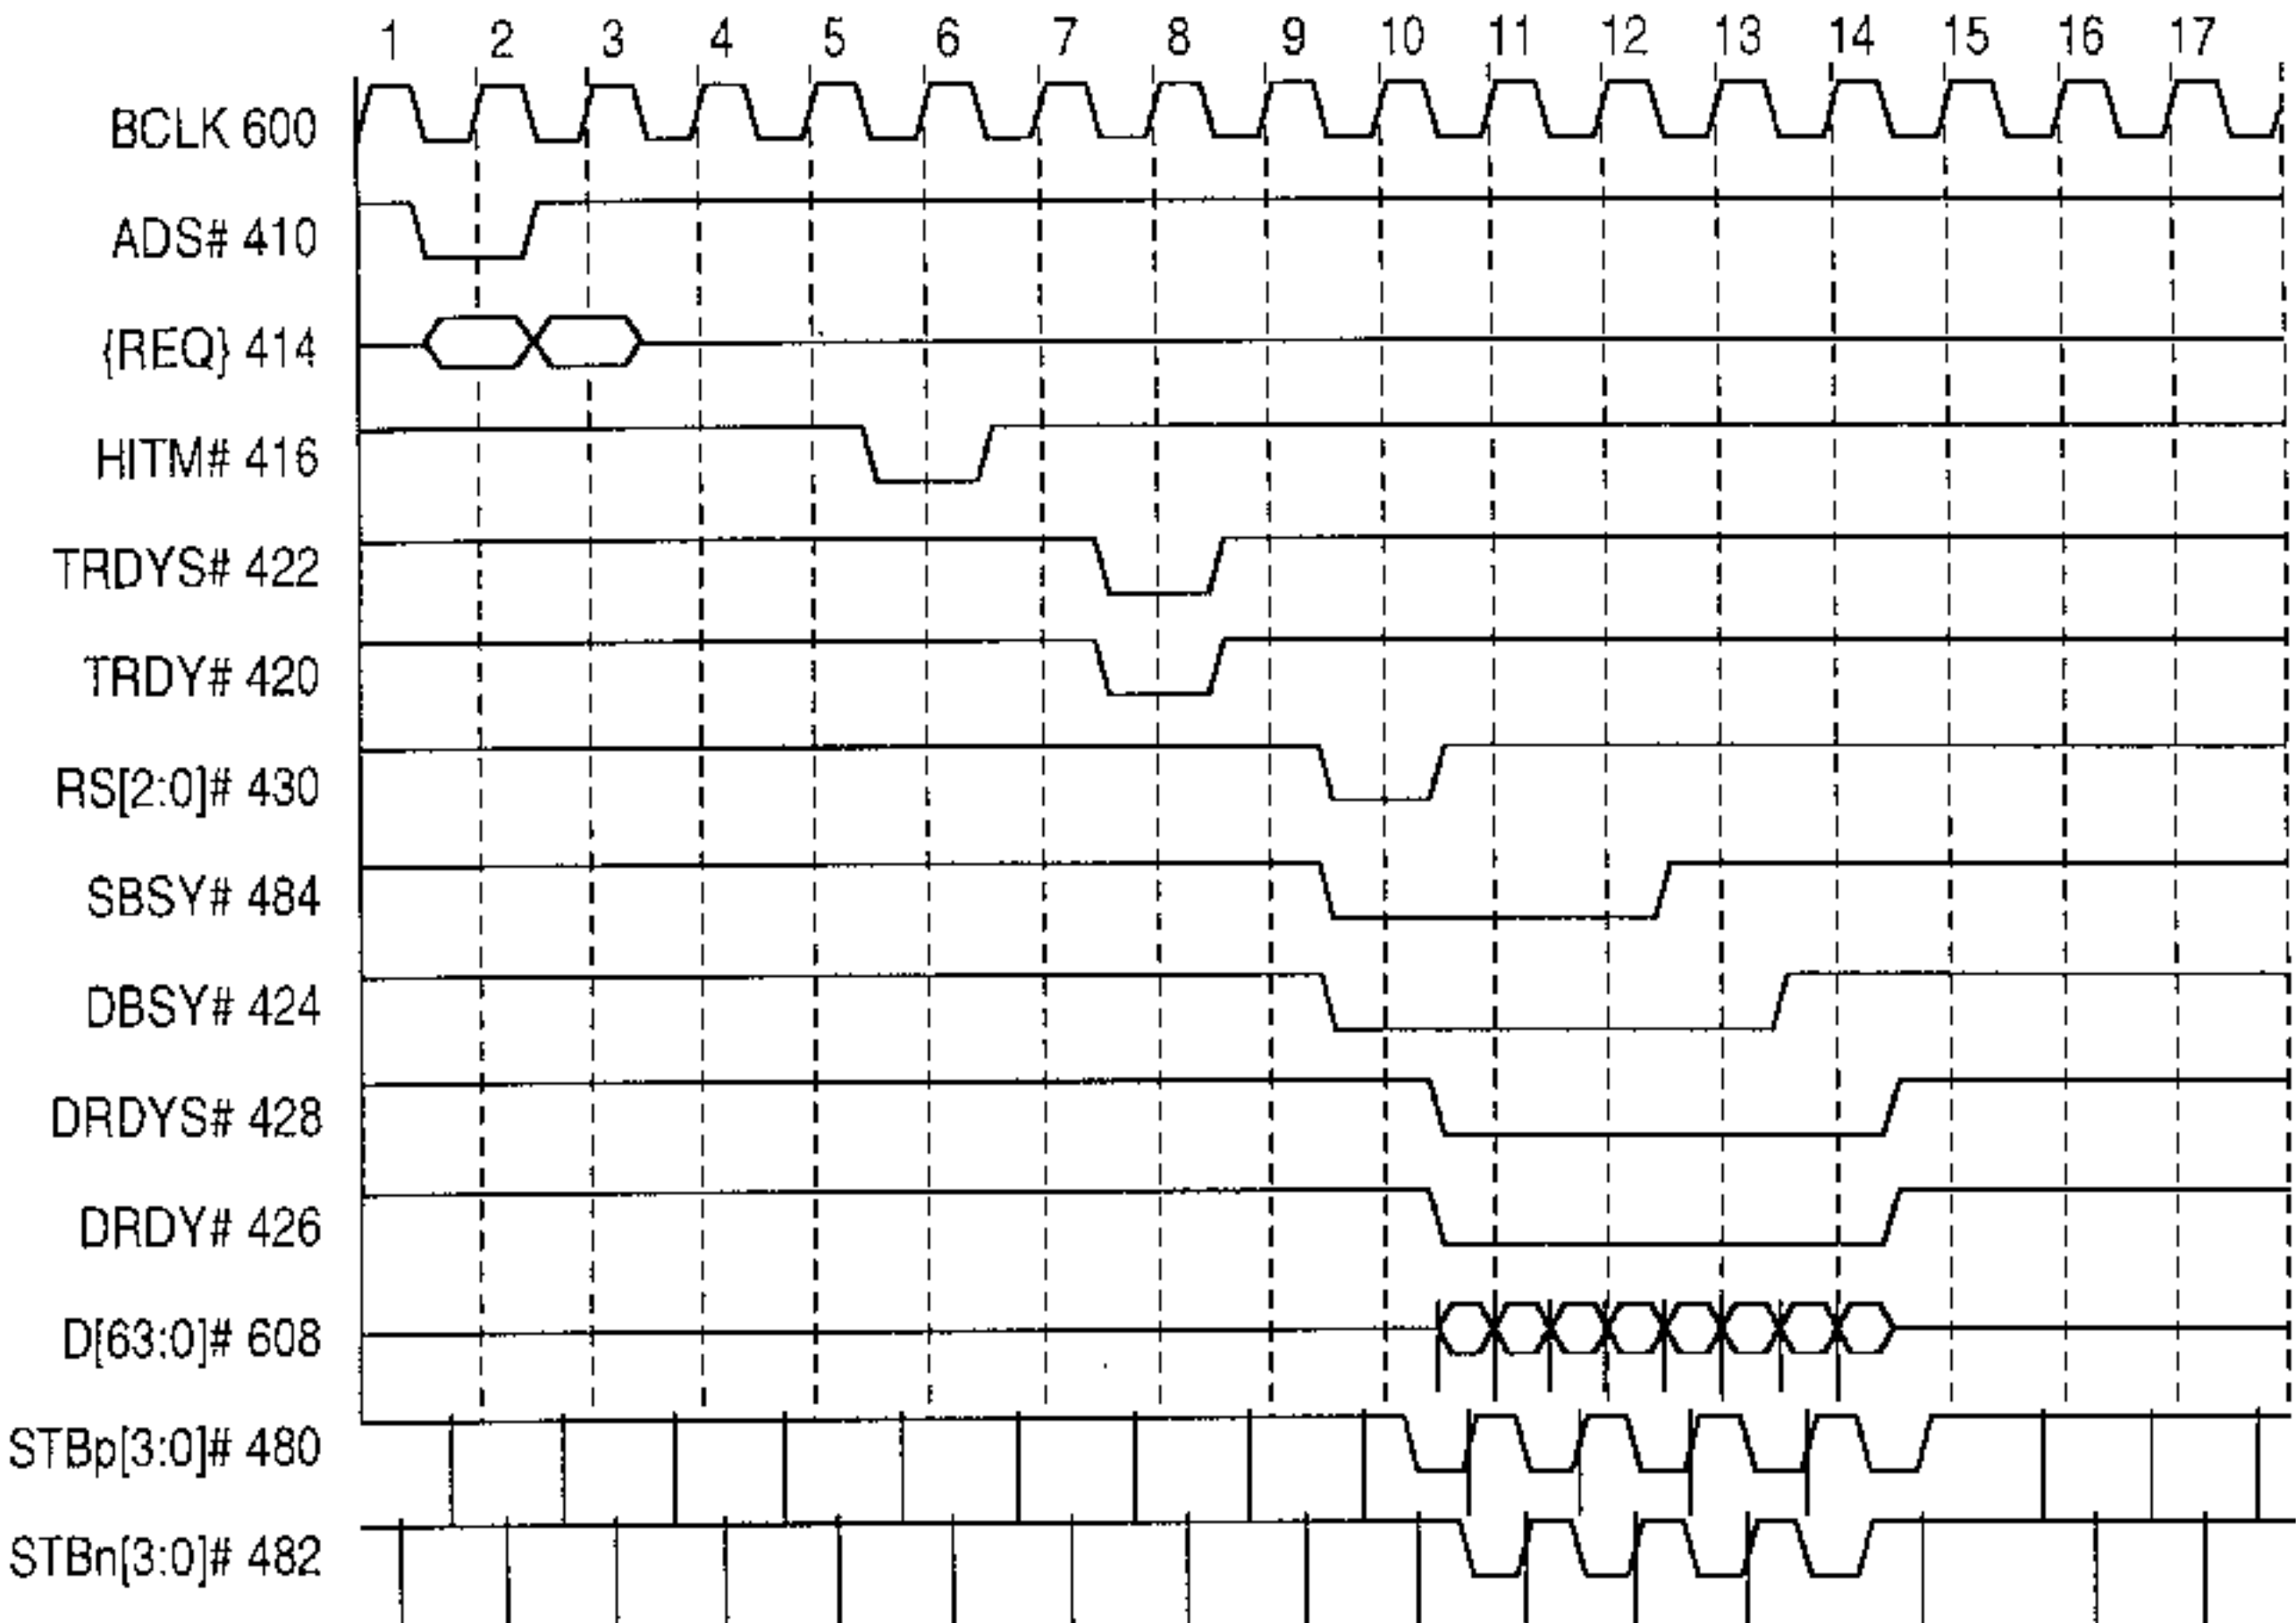 1 2 3 4 5 6 7 8 9 10 11 12 13 14 15 16 17
BCLK 600
ADS# 410
{REQ} 414
HITM# 416
TRDYS# 422
TRDY# 420
RS[2:0]# 430
SBSY# 484
DBSY# 424
DRDYS# 428
DRDY# 426
D[63:0]# 608
STBp[3:0]# 480
STBn[3:0]# 482